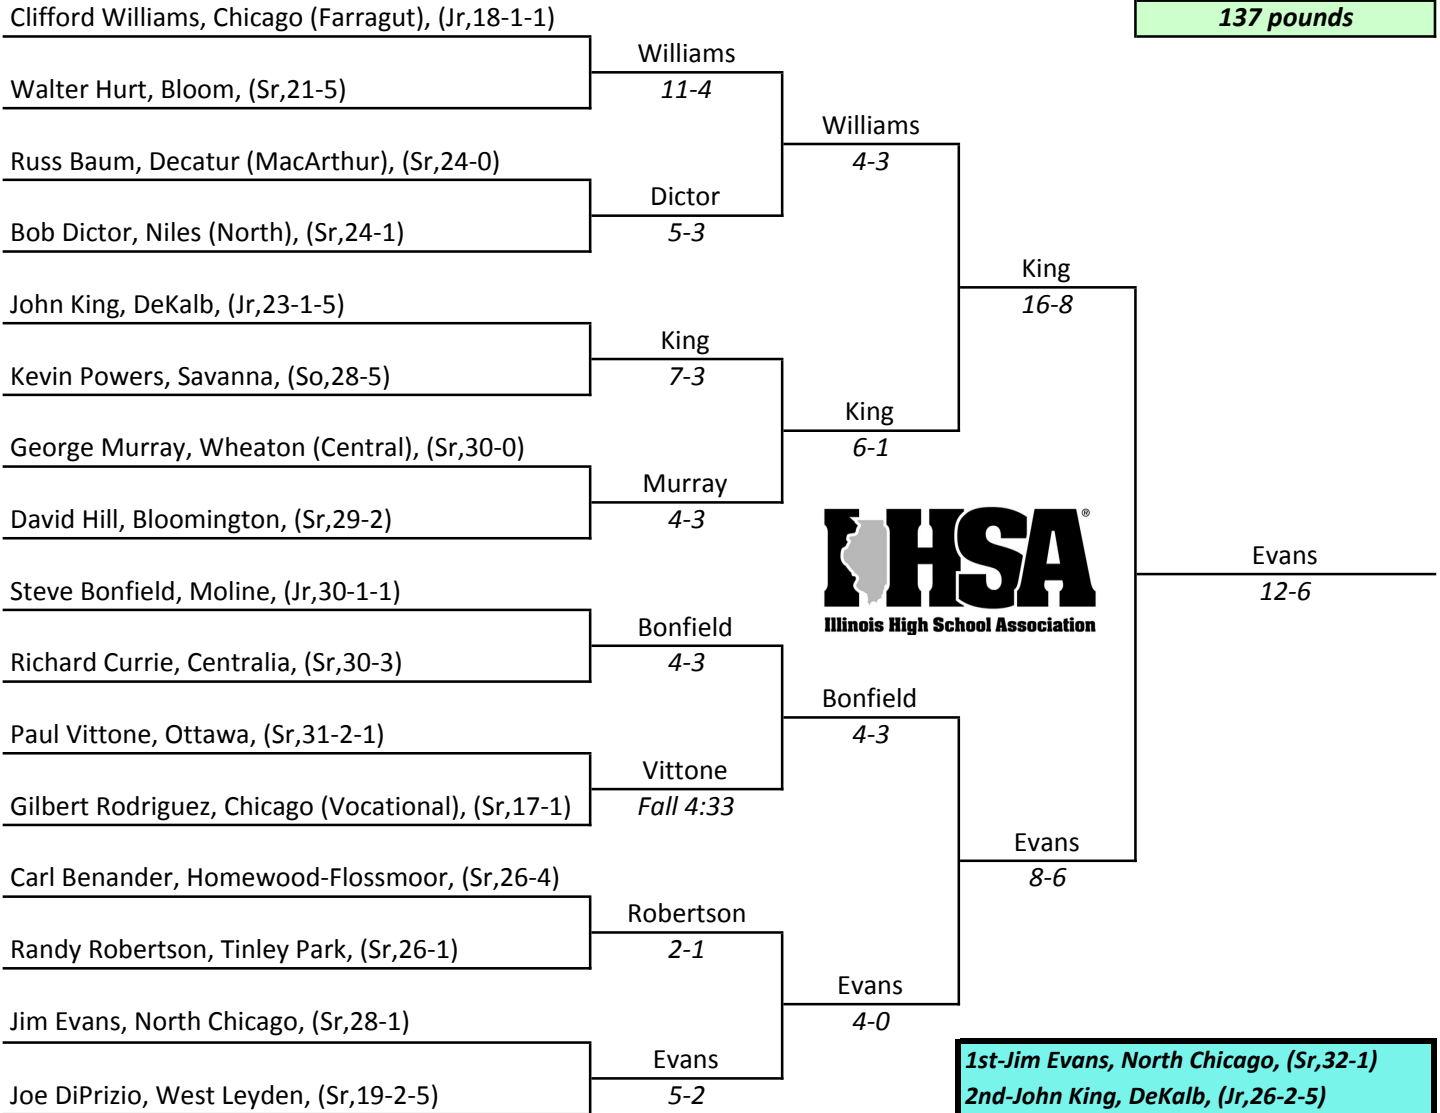 Clifford Williams, Chicago (Farragut), (Jr,18-1-1)
137 pounds
Williams
Walter Hurt, Bloom, (Sr,21-5)
11-4
Williams
Russ Baum, Decatur (MacArthur), (Sr,24-0)
4-3
Dictor
Bob Dictor, Niles (North), (Sr,24-1)
5-3
King
John King, DeKalb, (Jr,23-1-5)
16-8
King
Kevin Powers, Savanna, (So,28-5)
7-3
King
George Murray, Wheaton (Central), (Sr,30-0)
6-1
Murray
David Hill, Bloomington, (Sr,29-2)
4-3
IHSA®
Illinois High School Association
Evans
12-6
Steve Bonfield, Moline, (Jr,30-1-1)
Bonfield
Richard Currie, Centralia, (Sr,30-3)
4-3
Bonfield
Paul Vittone, Ottawa, (Sr,31-2-1)
4-3
Vittone
Gilbert Rodriguez, Chicago (Vocational), (Sr,17-1)
Fall 4:33
Evans
Carl Benander, Homewood-Flossmoor, (Sr,26-4)
8-6
Robertson
Randy Robertson, Tinley Park, (Sr,26-1)
2-1
Evans
Jim Evans, North Chicago, (Sr,28-1)
4-0
Evans
Joe DiPrizio, West Leyden, (Sr,19-2-5)
5-2
1st-Jim Evans, North Chicago, (Sr,32-1)
2nd-John King, DeKalb, (Jr,26-2-5)